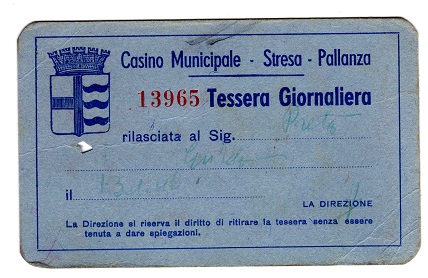 Casino Municipale - Stresa - Pallanza
13965 Tessera Giornaliera
rilasciata al Sig.
il
LA DIREZIONE
La Direzione si riserva il diritto di ritirare la tessera senza essere
tenuta a dare spiegazioni.